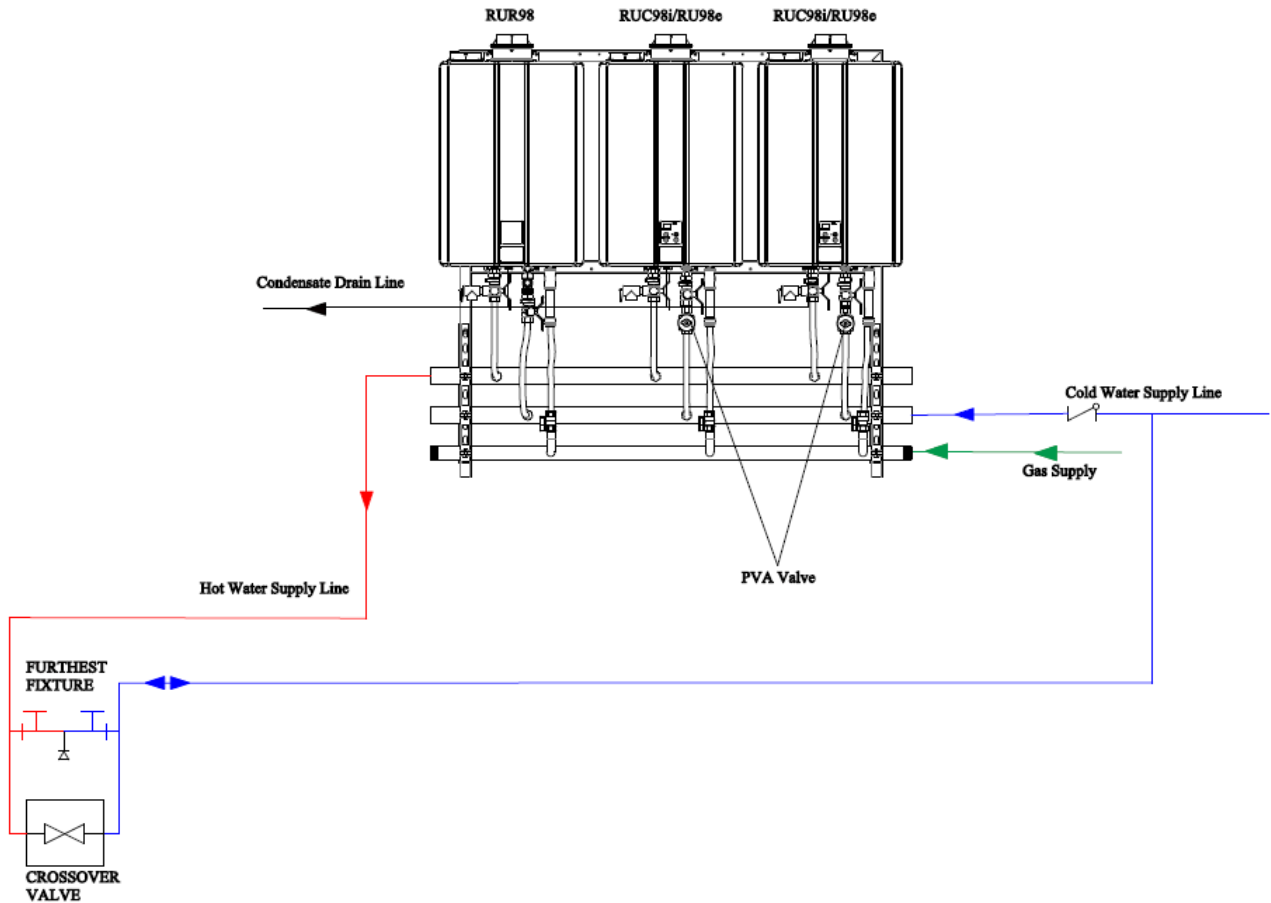 RUR98
RUC98i/RU98e
RUC98i/RU98e
Condensate Drain Line
Cold Water Supply Line
Gas Supply
PVA Valve
Hot Water Supply Line
FURTHEST
FIXTURE
CROSSOVER
VALVE